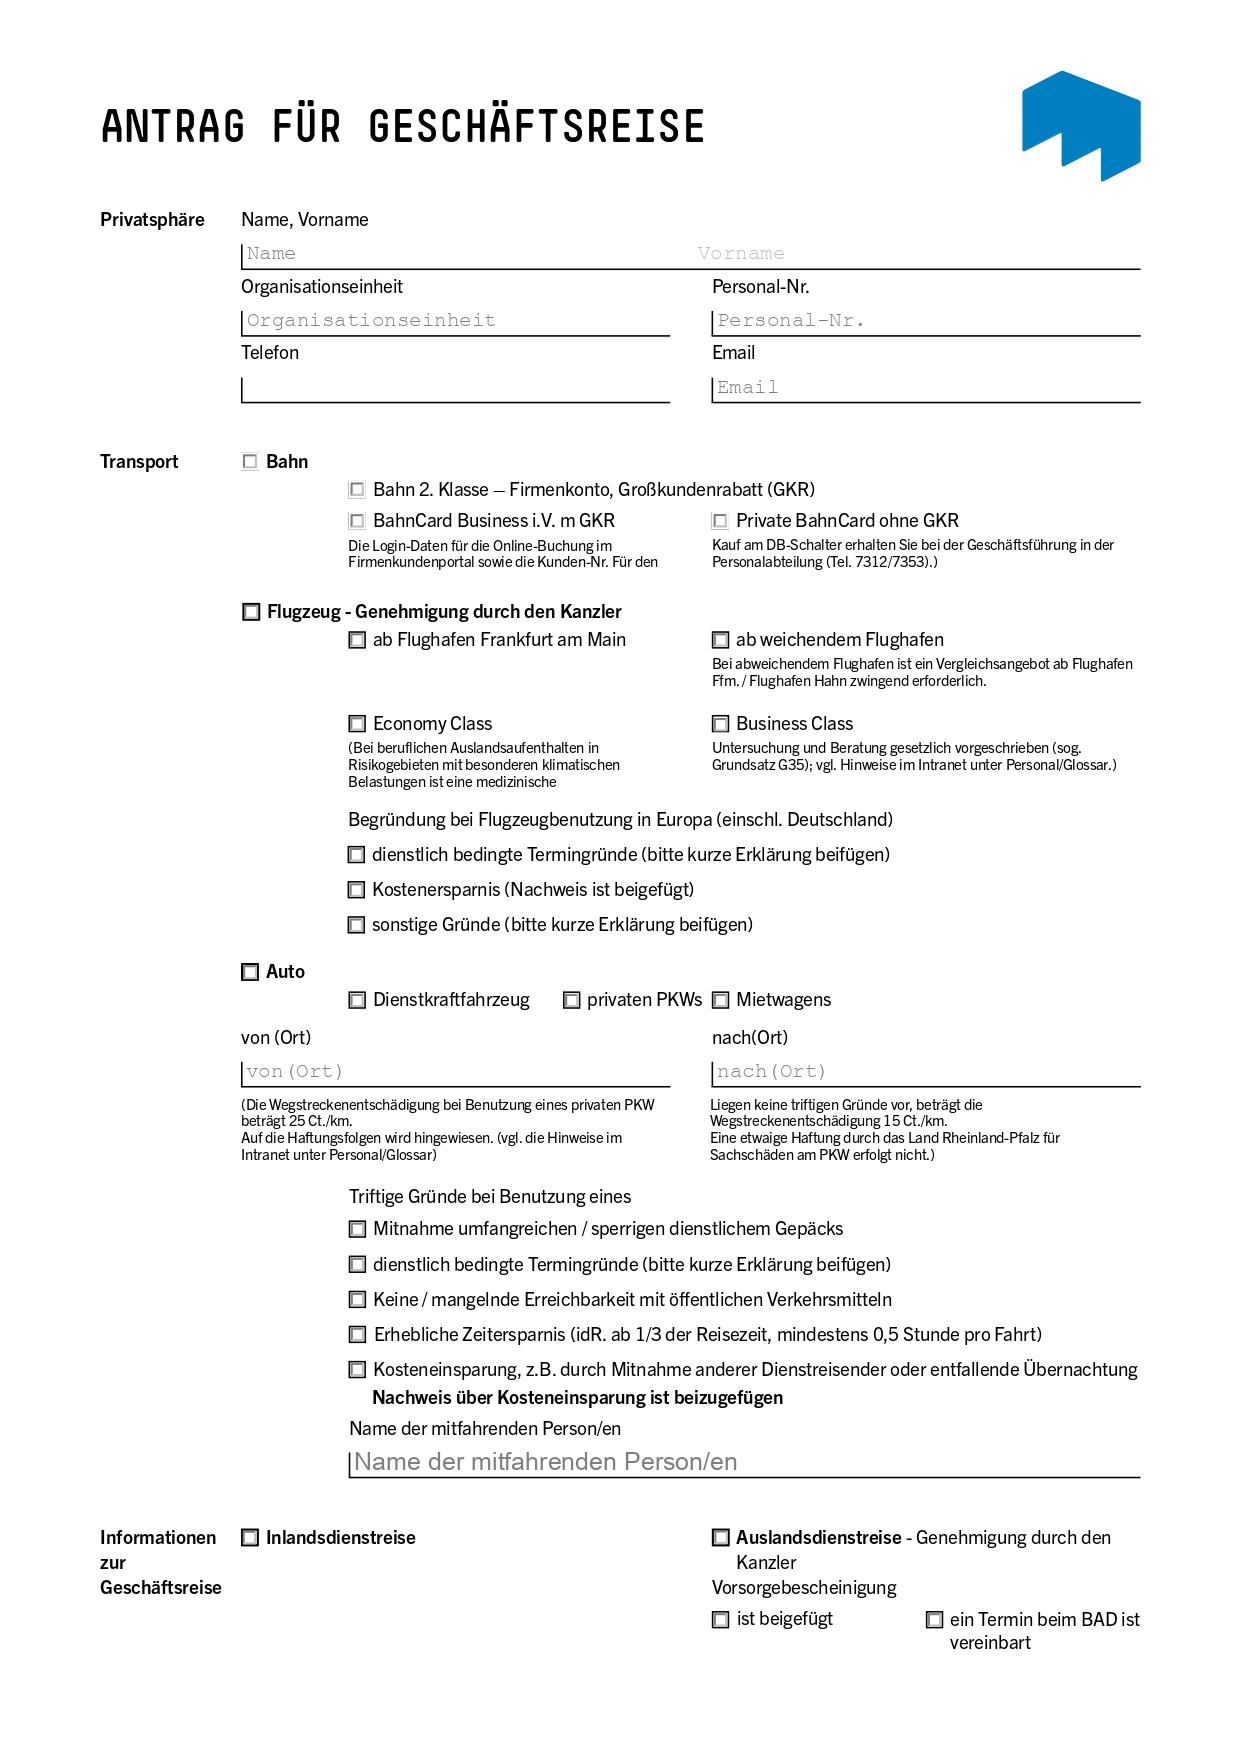 ANTRAG FÜR GESCHÄFTSREISE
Privatsphäre
Name, Vorname
Name Vorname
Organisationseinheit Personal-Nr.
Organisationseinheit Personal-Nr.
Telefon Email
Email
Transport
Bahn
Bahn 2. Klasse – Firmenkonto, Großkundenrabatt (GKR)
BahnCard Business i.V. m GKR
Die Login-Daten für die Online-Buchung im
Firmenkundenportal sowie die Kunden-Nr. Für den
Private BahnCard ohne GKR
Kauf am DB-Schalter erhalten Sie bei der Geschäftsführung in der
Personalabteilung (Tel. 7312/7353).)
Flugzeug - Genehmigung durch den Kanzler
ab Flughafen Frankfurt am Main
ab weichendem Flughafen
Bei abweichendem Flughafen ist ein Vergleichsangebot ab Flughafen
Ffm. / Flughafen Hahn zwingend erforderlich.
Economy Class
(Bei beruflichen Auslandsaufenthalten in
Risikogebieten mit besonderen klimatischen
Belastungen ist eine medizinische
Business Class
Untersuchung und Beratung gesetzlich vorgeschrieben (sog.
Grundsatz G35); vgl. Hinweise im Intranet unter Personal/Glossar.)
Begründung bei Flugzeugbenutzung in Europa (einschl. Deutschland)
dienstlich bedingte Termingründe (bitte kurze Erklärung beifügen)
Kostenersparnis (Nachweis ist beigefügt)
sonstige Gründe (bitte kurze Erklärung beifügen)
Auto
Dienstkraftfahrzeug privaten PKWs Mietwagens
von (Ort) nach(Ort)
von(Ort) nach(Ort)
(Die Wegstreckenentschädigung bei Benutzung eines privaten PKW
beträgt 25 Ct./km.
Auf die Haftungsfolgen wird hingewiesen. (vgl. die Hinweise im
Intranet unter Personal/Glossar)
Liegen keine triftigen Gründe vor, beträgt die
Wegstreckenentschädigung 15 Ct./km.
Eine etwaige Haftung durch das Land Rheinland-Pfalz für
Sachschäden am PKW erfolgt nicht.)
Triftige Gründe bei Benutzung eines
Mitnahme umfangreichen / sperrigen dienstlichem Gepäcks
dienstlich bedingte Termingründe (bitte kurze Erklärung beifügen)
Keine / mangelnde Erreichbarkeit mit öffentlichen Verkehrsmitteln
Erhebliche Zeitersparnis (idR. ab 1/3 der Reisezeit, mindestens 0,5 Stunde pro Fahrt)
Kosteneinsparung, z.B. durch Mitnahme anderer Dienstreisender oder entfallende Übernachtung
Nachweis über Kosteneinsparung ist beizugefügen
Name der mitfahrenden Person/en
Name der mitfahrenden Person/en
Informationen
zur
Geschäftsreise
Inlandsdienstreise
Auslandsdienstreise - Genehmigung durch den
Kanzler
Vorsorgebescheinigung
ist beigefügt
ein Termin beim BAD ist
vereinbart